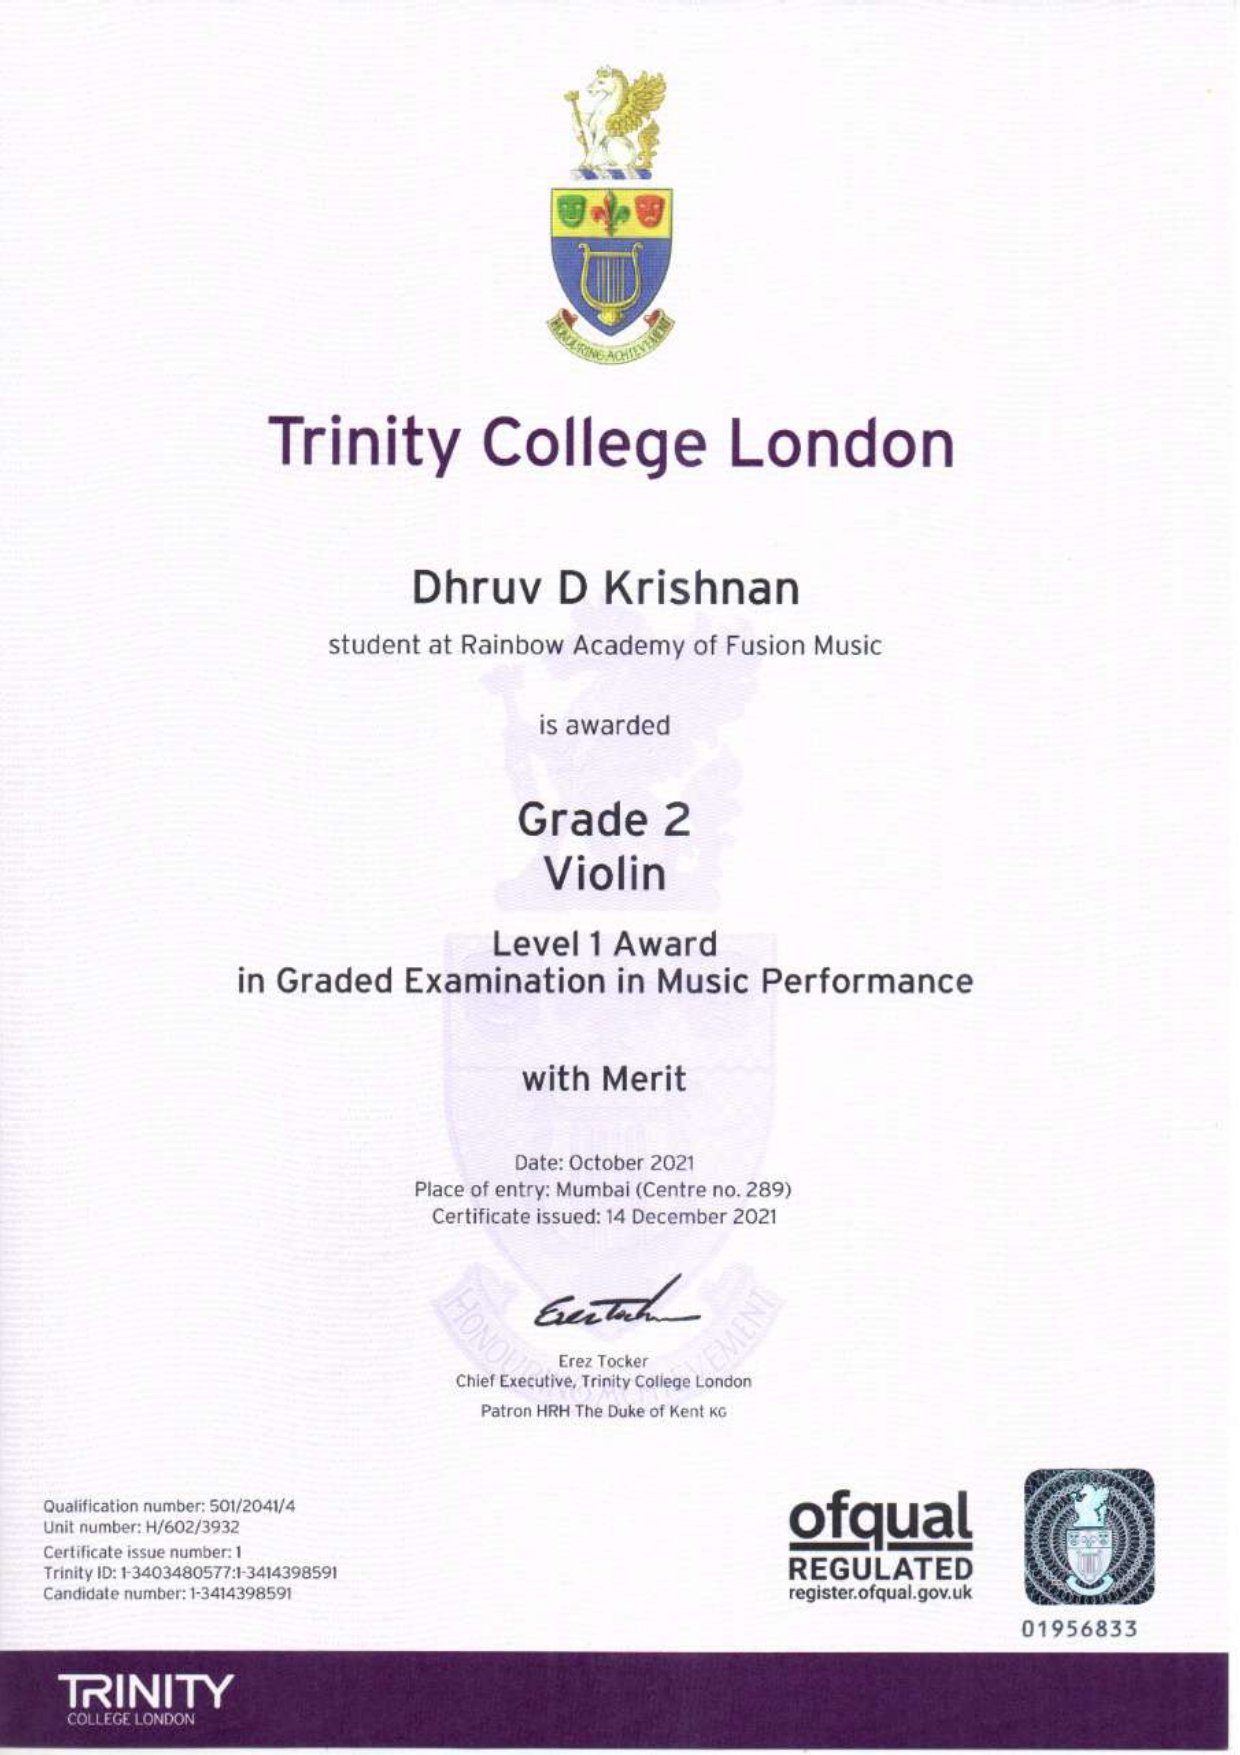 HONOURING ACHIEVEMENT
Trinity College London
Dhruv D Krishnan
student at Rainbow Academy of Fusion Music
is awarded
Grade 2
Violin
Level 1 Award
in Graded Examination in Music Performance
with Merit
Date: October 2021
Place of entry: Mumbai (Centre no. 289)
Certificate issued: 14 December 2021
HONOURING ACHIEVEMENT
Erez Tocker
Chief Executive, Trinity College London
Patron HRH The Duke of Kent KG
Qualification number: 501/2041/4
Unit number: H/602/3932
Certificate issue number: 1
Trinity ID: 1-3403480577:1-3414398591
Candidate number: 1-3414398591
ofqual
REGULATED
register.ofqual.gov.uk
01956833
TRINITY
COLLEGE LONDON